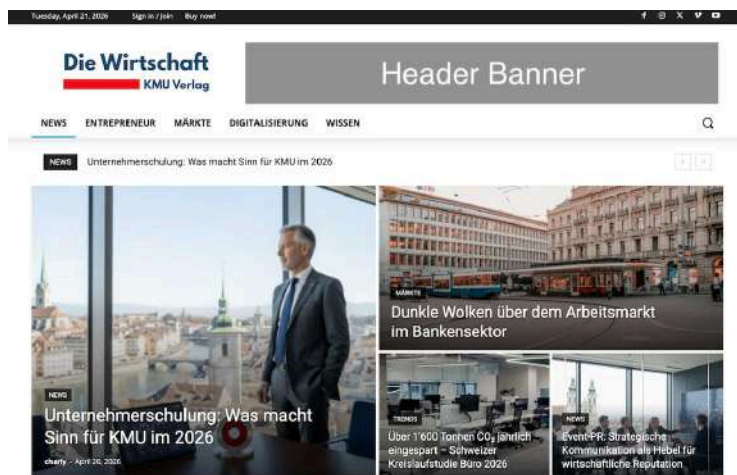 Tuesday, April 21, 2026 Sign in / Join Buy now!
Die Wirtschaft
KMU Verlag
Header Banner
NEWS ENTREPRENEUR MÄRKTE DIGITALISIERUNG WISSEN
NEWS Unternehmerschulung: Was macht Sinn für KMU im 2026
MÄRKTE
Dunkle Wolken über dem Arbeitsmarkt
im Bankensektor
NEWS
Unternehmerschulung: Was macht
Sinn für KMU im 2026
charly - April 20, 2026
TRENDS
Über 1'600 Tonnen CO₂ jährlich
eingespart – Schweizer
Kreislaufstudie Büro 2026
NEWS
Event-PR: Strategische
Kommunikation als Hebel für
wirtschaftliche Reputation